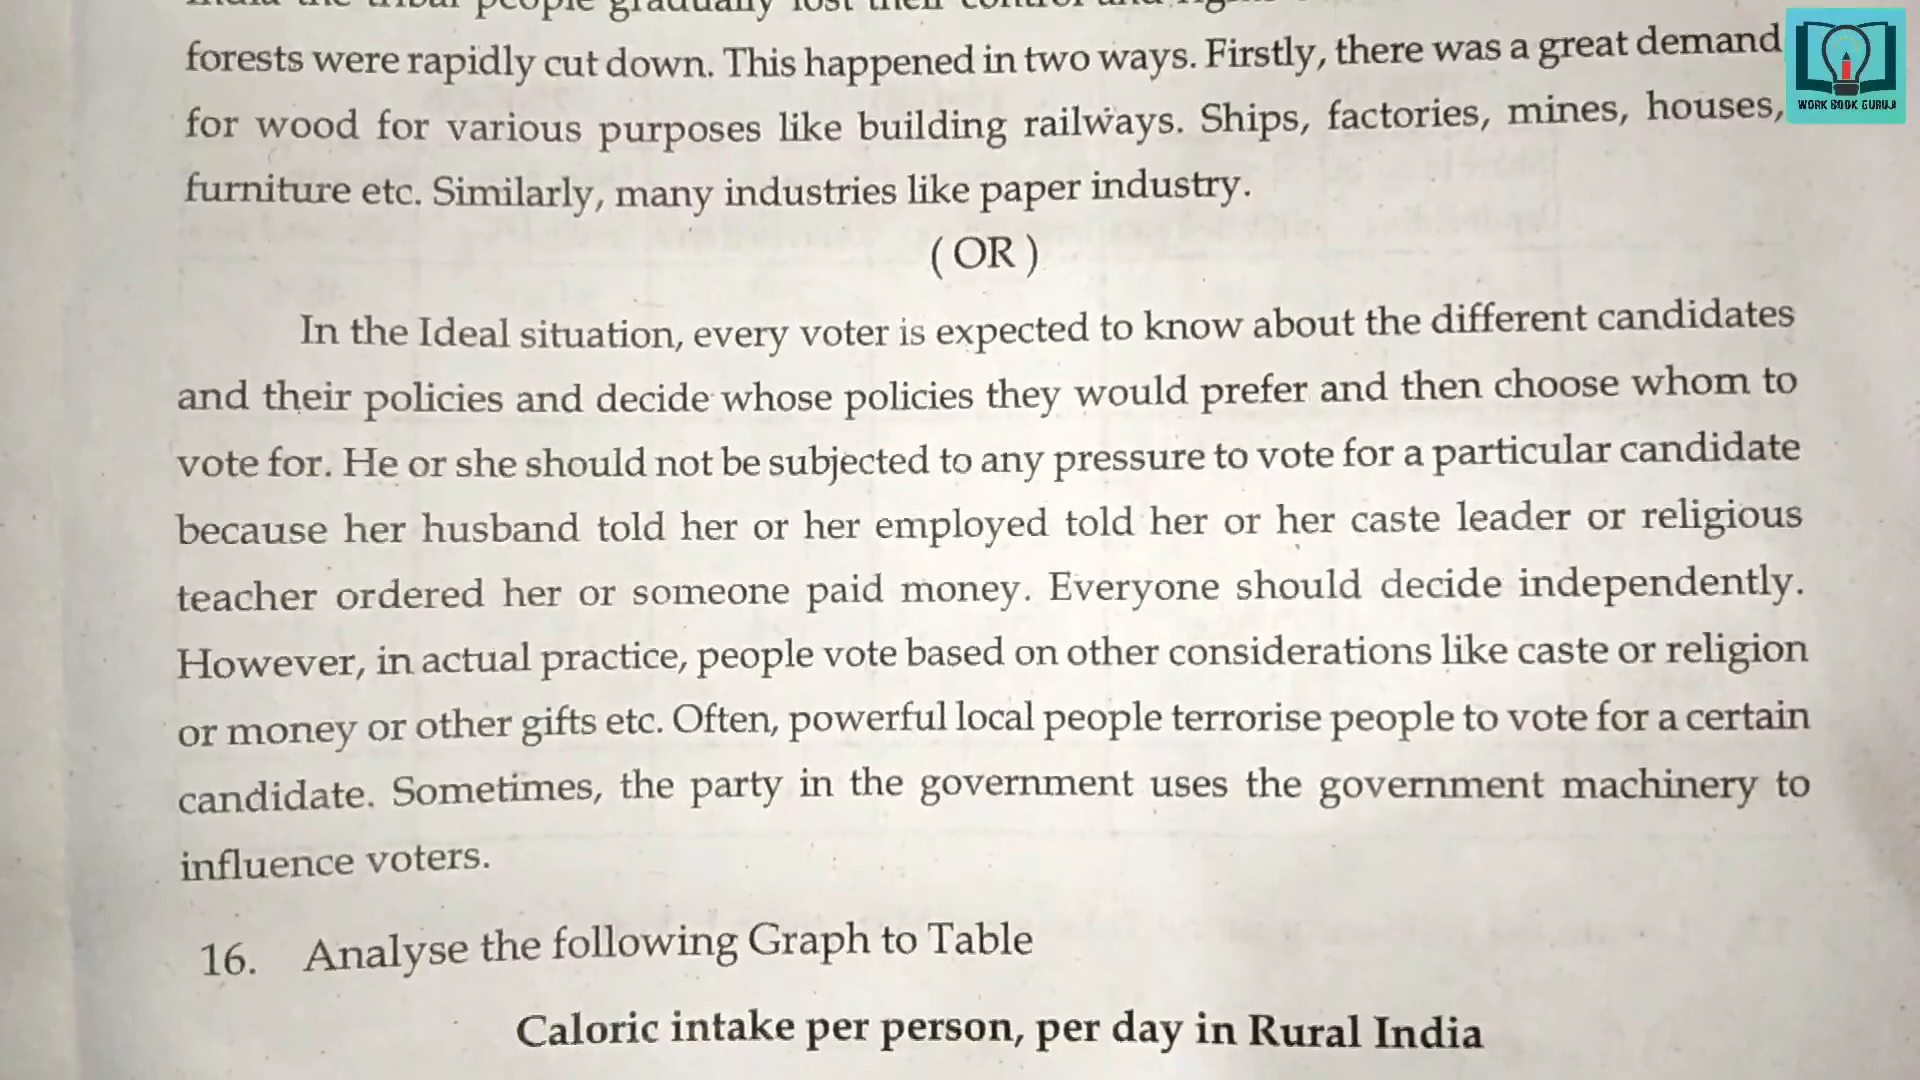 India the tribal people gradually lost their control and
forests were rapidly cut down. This happened in two ways. Firstly, there was a great demand
for wood for various purposes like building railways. Ships, factories, mines, houses,
furniture etc. Similarly, many industries like paper industry.
( OR )
In the Ideal situation, every voter is expected to know about the different candidates
and their policies and decide whose policies they would prefer and then choose whom to
vote for. He or she should not be subjected to any pressure to vote for a particular candidate
because her husband told her or her employed told her or her caste leader or religious
teacher ordered her or someone paid money. Everyone should decide independently.
However, in actual practice, people vote based on other considerations like caste or religion
or money or other gifts etc. Often, powerful local people terrorise people to vote for a certain
candidate. Sometimes, the party in the government uses the government machinery to
influence voters.
16. Analyse the following Graph to Table
Caloric intake per person, per day in Rural India
WORK BOOK GURUJI